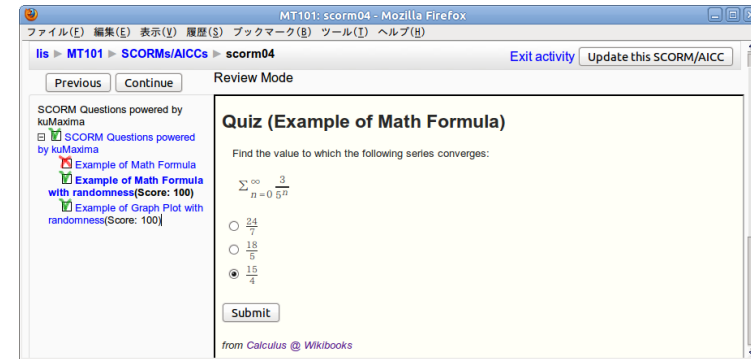 MT101: scorm04 - Mozilla Firefox
ファイル(F) 編集(E) 表示(V) 履歴(S) ブックマーク(B) ツール(T) ヘルプ(H)
lis ► MT101 ► SCORMs/AICCs ► scorm04
Exit activity
Update this SCORM/AICC
Previous
Continue
Review Mode
SCORM Questions powered by
kuMaxima
SCORM Questions powered
by kuMaxima
Example of Math Formula
Example of Math Formula
with randomness(Score: 100)
Example of Graph Plot with
randomness(Score: 100)
Quiz (Example of Math Formula)
Find the value to which the following series converges:
∑ ∞ n=0 3/5^n
24/7
18/5
15/4
Submit
from Calculus @ Wikibooks